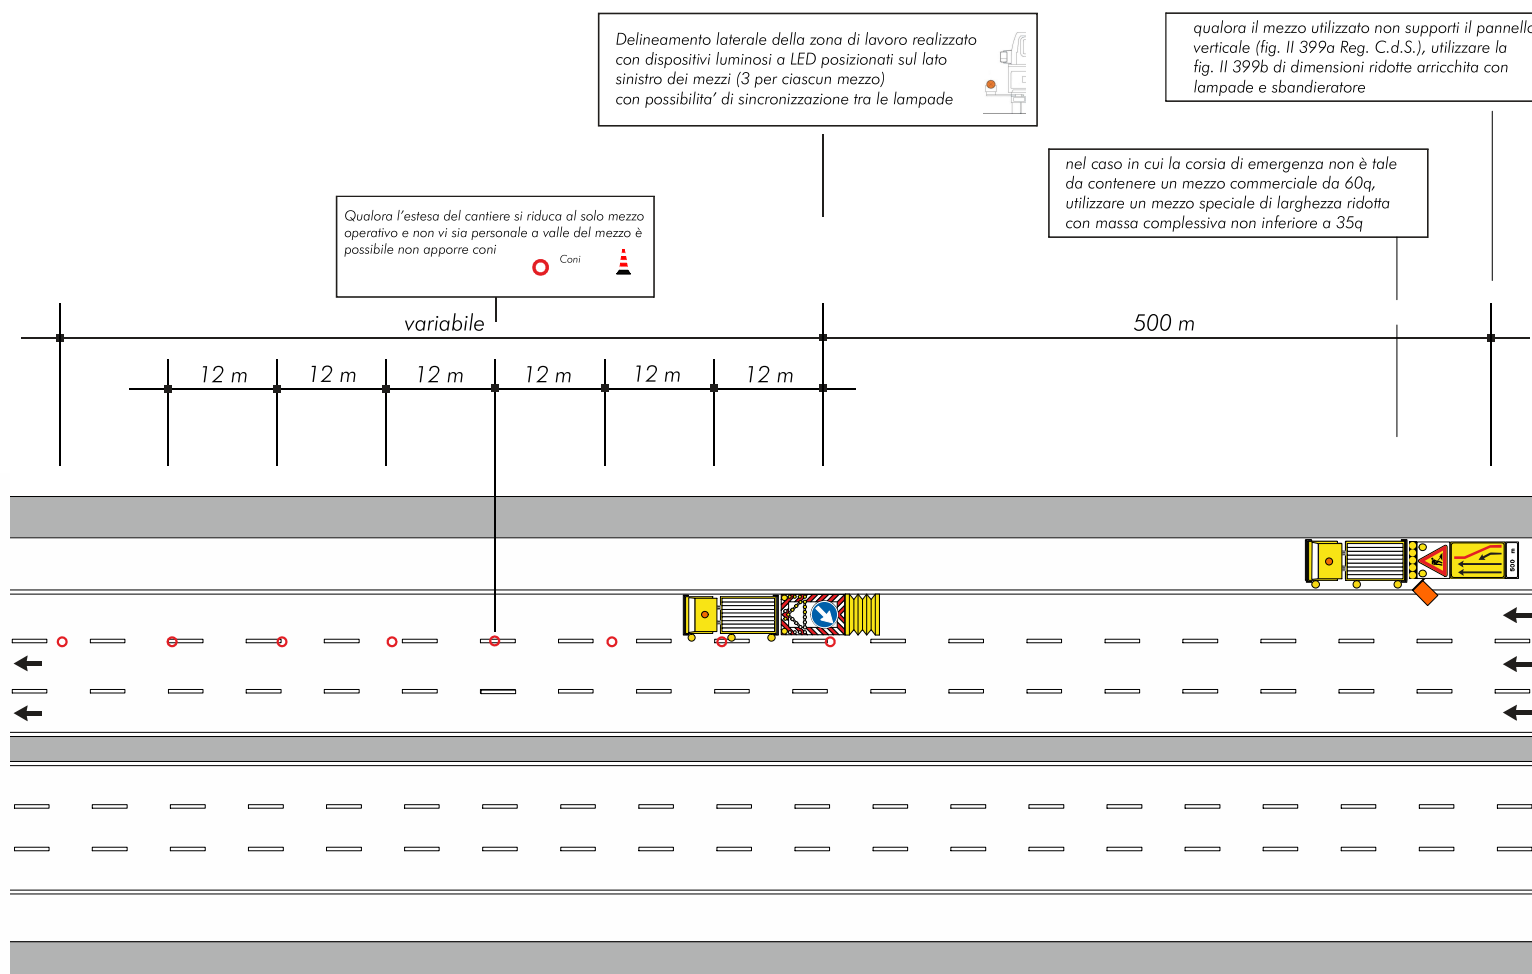 Delineamento laterale della zona di lavoro realizzato
con dispositivi luminosi a LED posizionati sul lato
sinistro dei mezzi (3 per ciascun mezzo)
con possibilita' di sincronizzazione tra le lampade
qualora il mezzo utilizzato non supporti il pannello
verticale (fig. II 399a Reg. C.d.S.), utilizzare la
fig. II 399b di dimensioni ridotte arricchita con
lampade e sbandieratore
nel caso in cui la corsia di emergenza non è tale
da contenere un mezzo commerciale da 60q,
utilizzare un mezzo speciale di larghezza ridotta
con massa complessiva non inferiore a 35q
Qualora l'estesa del cantiere si riduca al solo mezzo
operativo e non vi sia personale a valle del mezzo è
possibile non apporre coni
Coni
variabile
500 m
12 m
12 m
12 m
12 m
12 m
12 m
500 m